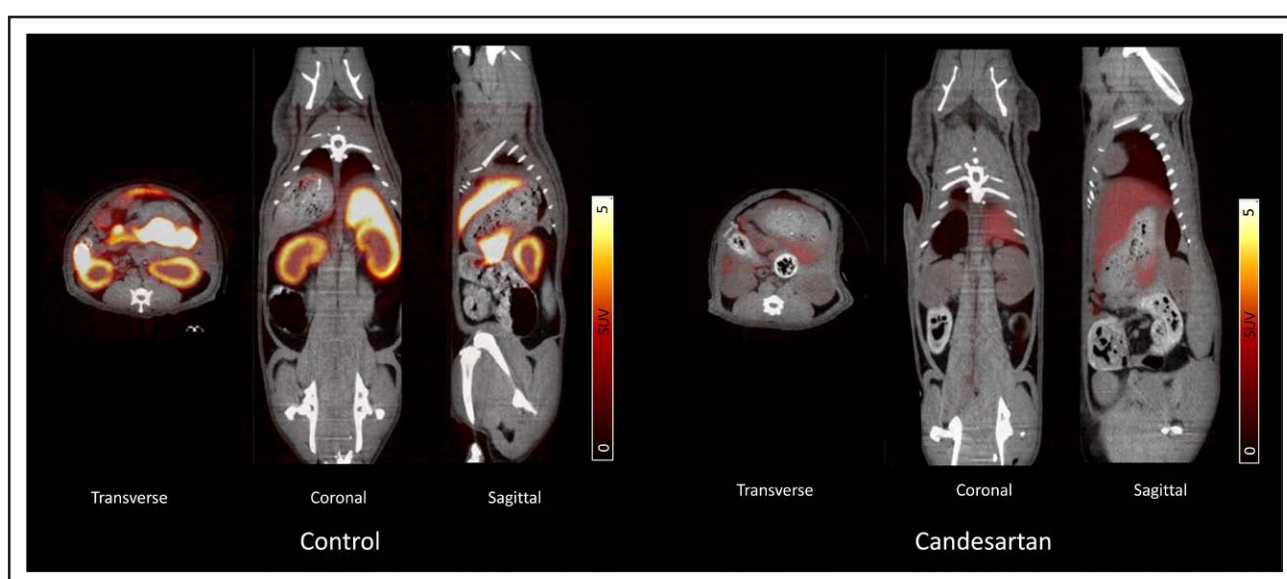 5
SUV
0
Transverse
Coronal
Sagittal
Control
5
SUV
0
Transverse
Coronal
Sagittal
Candesartan